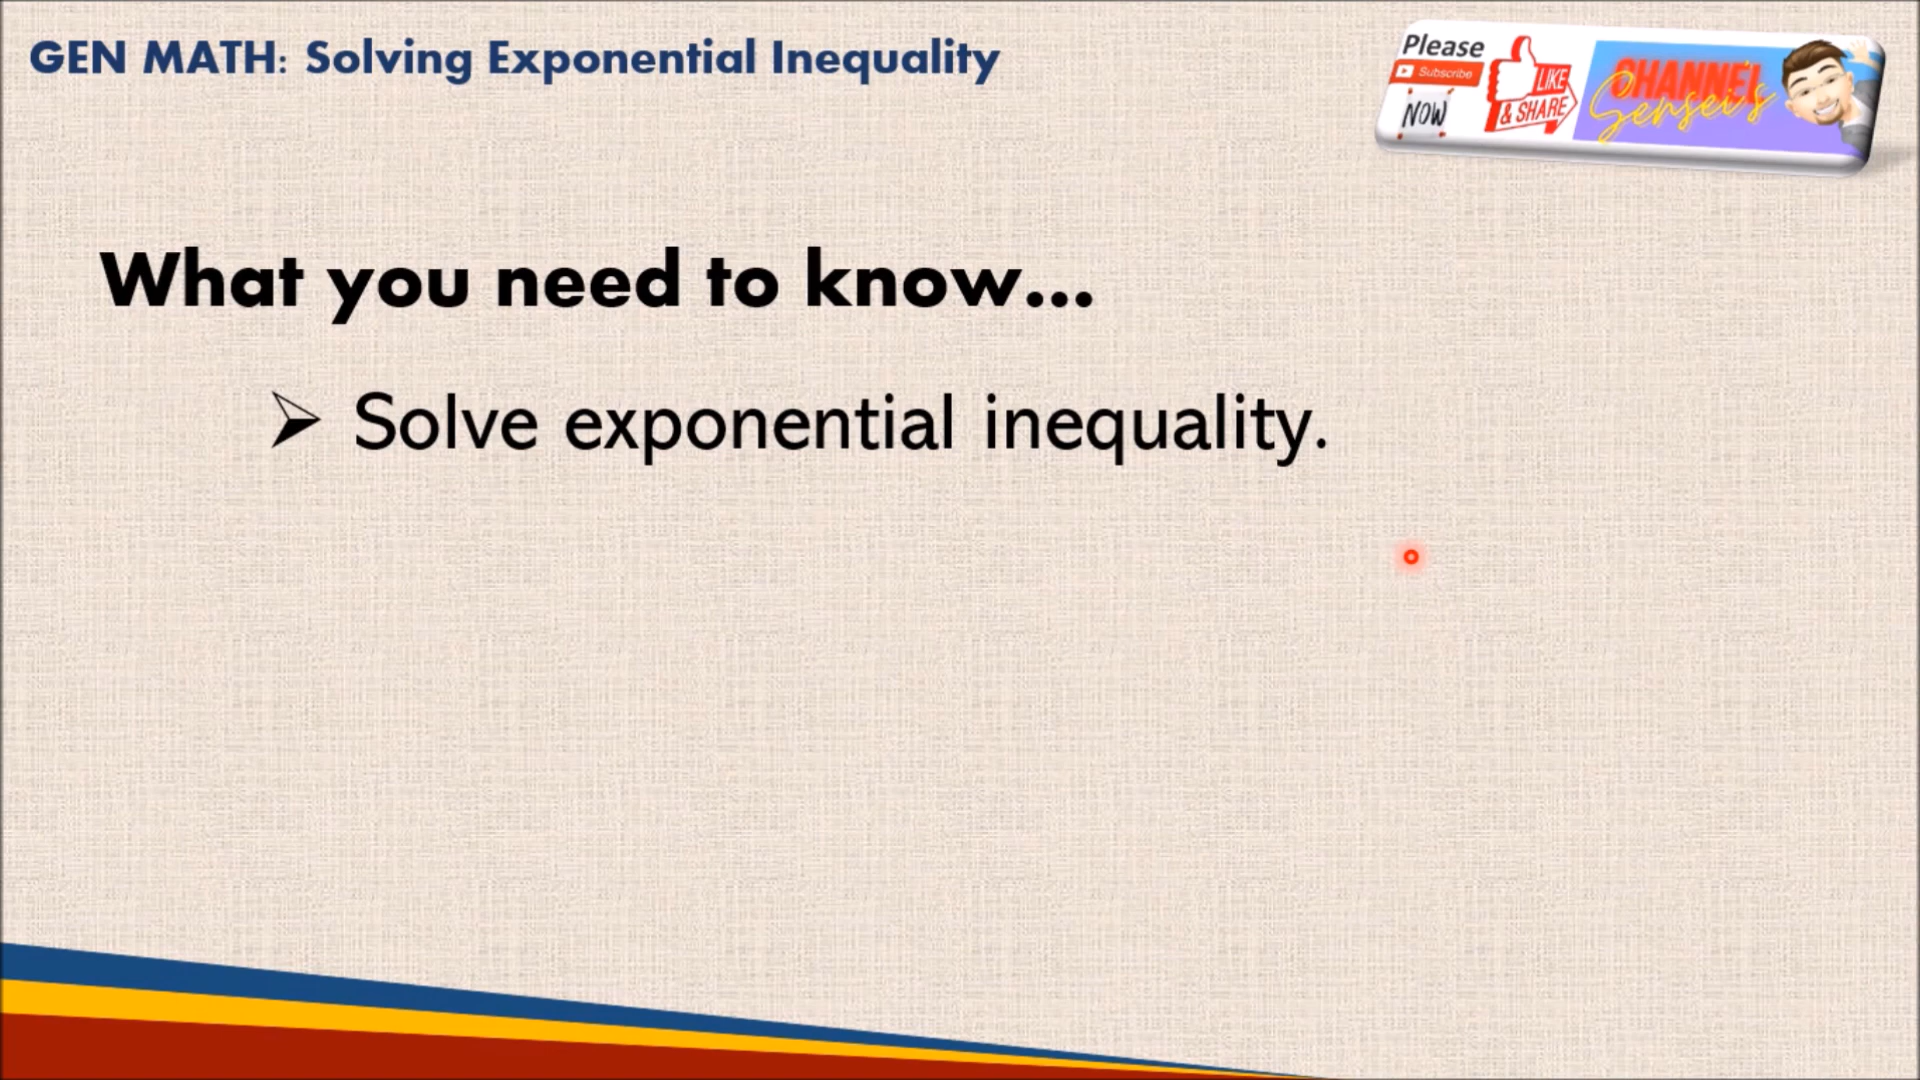 GEN MATH: Solving Exponential Inequality
Please
Subscribe
NOW
LIKE
& SHARE
CHANNEL
Sensei's
What you need to know...
➢ Solve exponential inequality.